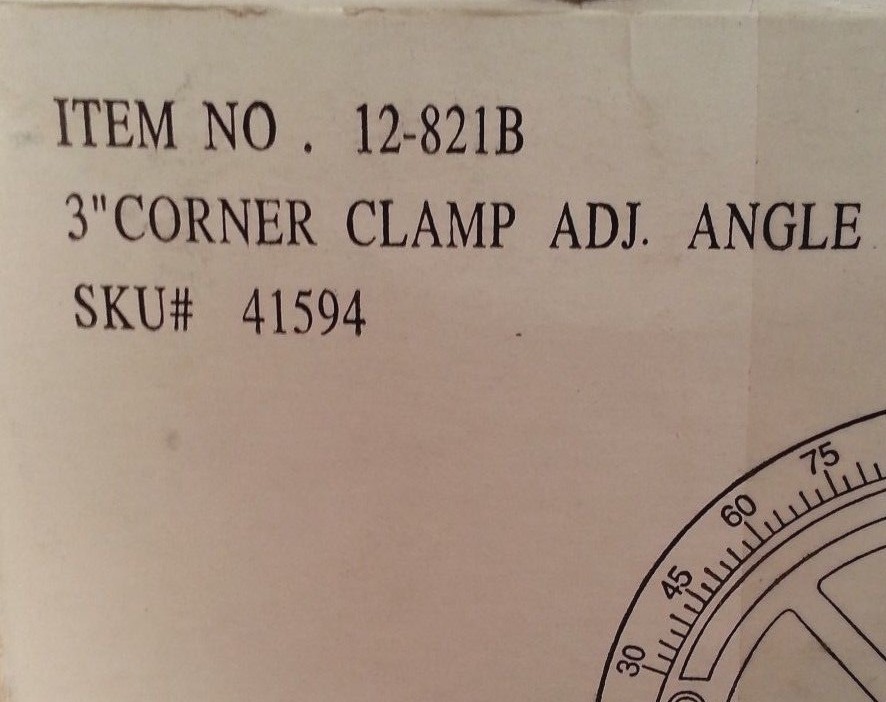 ITEM NO . 12-821B
3"CORNER CLAMP ADJ. ANGLE
SKU# 41594
75
60
45
30